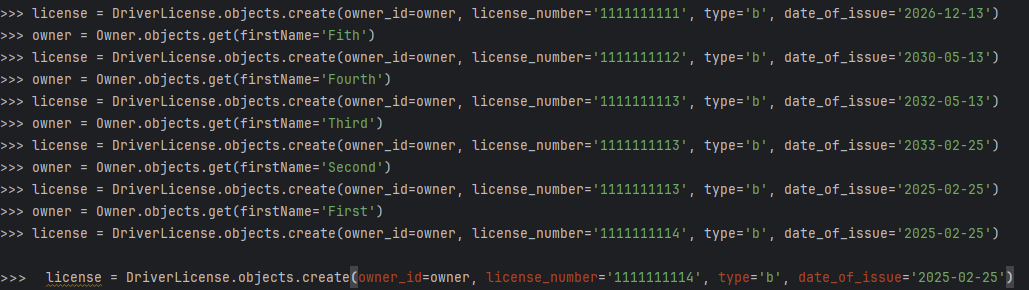 >>> license = DriverLicense.objects.create(owner_id=owner, license_number='1111111111', type='b', date_of_issue='2026-12-13')
>>> owner = Owner.objects.get(firstName='Fith')
>>> license = DriverLicense.objects.create(owner_id=owner, license_number='1111111112', type='b', date_of_issue='2030-05-13')
>>> owner = Owner.objects.get(firstName='Fourth')
>>> license = DriverLicense.objects.create(owner_id=owner, license_number='1111111113', type='b', date_of_issue='2032-05-13')
>>> owner = Owner.objects.get(firstName='Third')
>>> license = DriverLicense.objects.create(owner_id=owner, license_number='1111111113', type='b', date_of_issue='2033-02-25')
>>> owner = Owner.objects.get(firstName='Second')
>>> license = DriverLicense.objects.create(owner_id=owner, license_number='1111111113', type='b', date_of_issue='2025-02-25')
>>> owner = Owner.objects.get(firstName='First')
>>> license = DriverLicense.objects.create(owner_id=owner, license_number='1111111114', type='b', date_of_issue='2025-02-25')
>>>  license = DriverLicense.objects.create(owner_id=owner, license_number='1111111114', type='b', date_of_issue='2025-02-25')